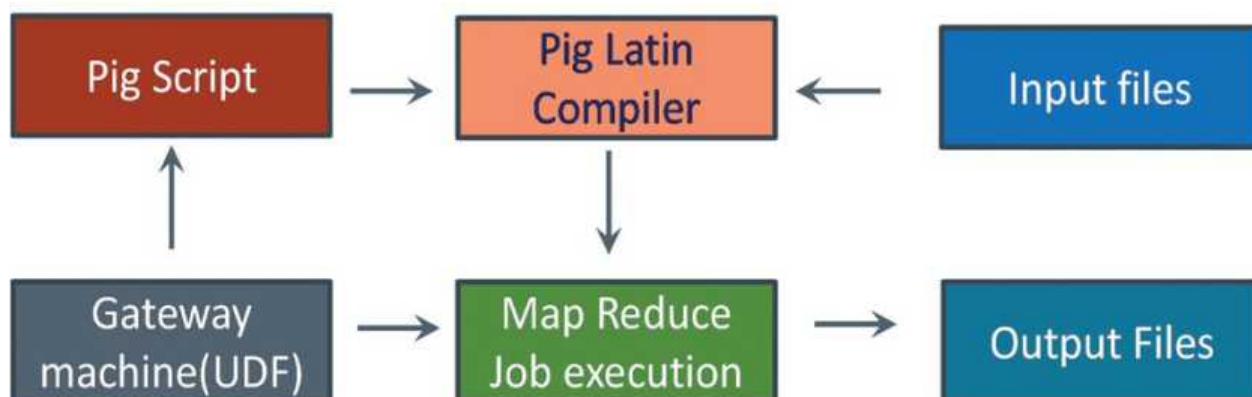 Pig Script
Pig Latin
Compiler
Input files
Gateway
machine(UDF)
Map Reduce
Job execution
Output Files